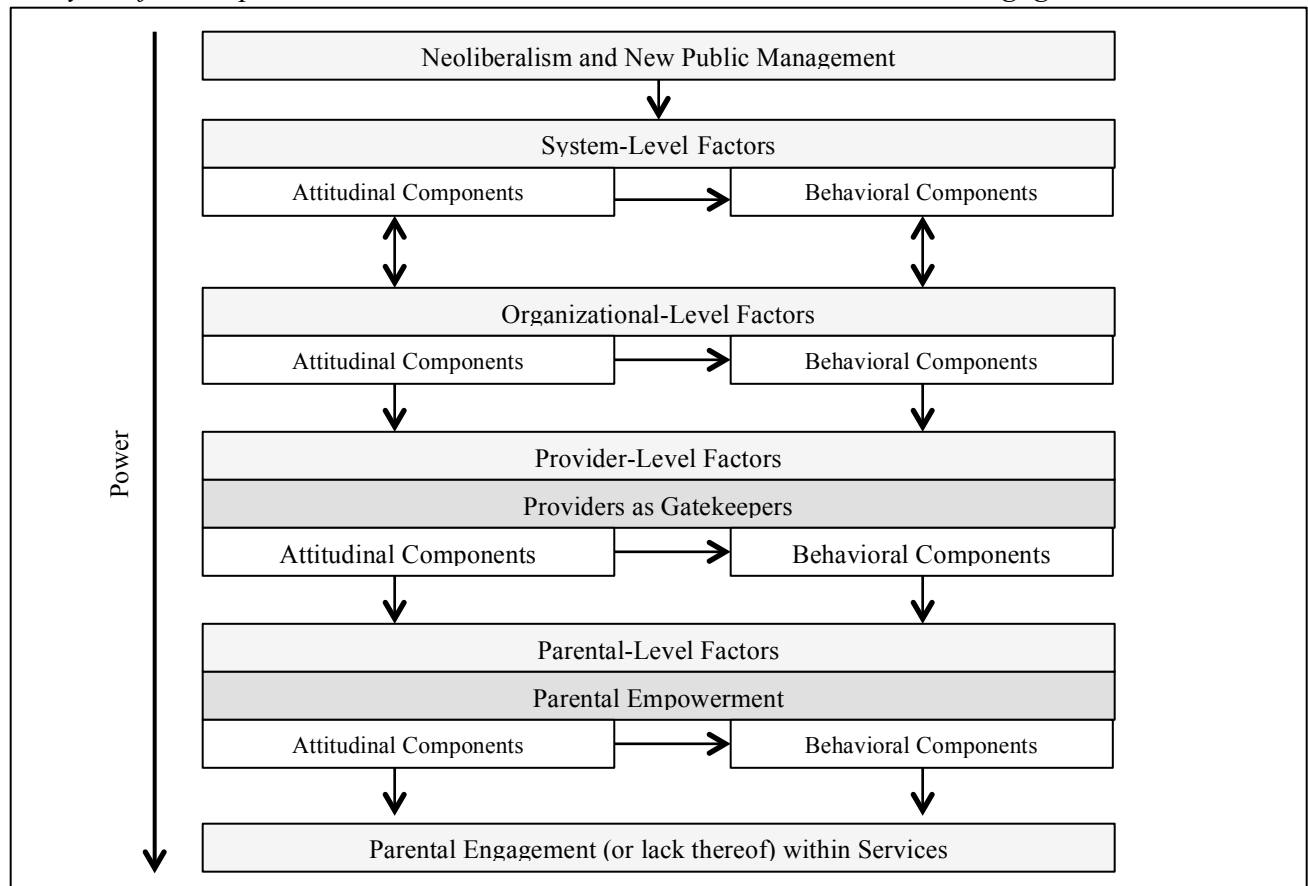 Neoliberalism and New Public Management
System-Level Factors
Attitudinal Components
Behavioral Components
Organizational-Level Factors
Attitudinal Components
Behavioral Components
Provider-Level Factors
Providers as Gatekeepers
Attitudinal Components
Behavioral Components
Power
Parental-Level Factors
Parental Empowerment
Attitudinal Components
Behavioral Components
Parental Engagement (or lack thereof) within Services